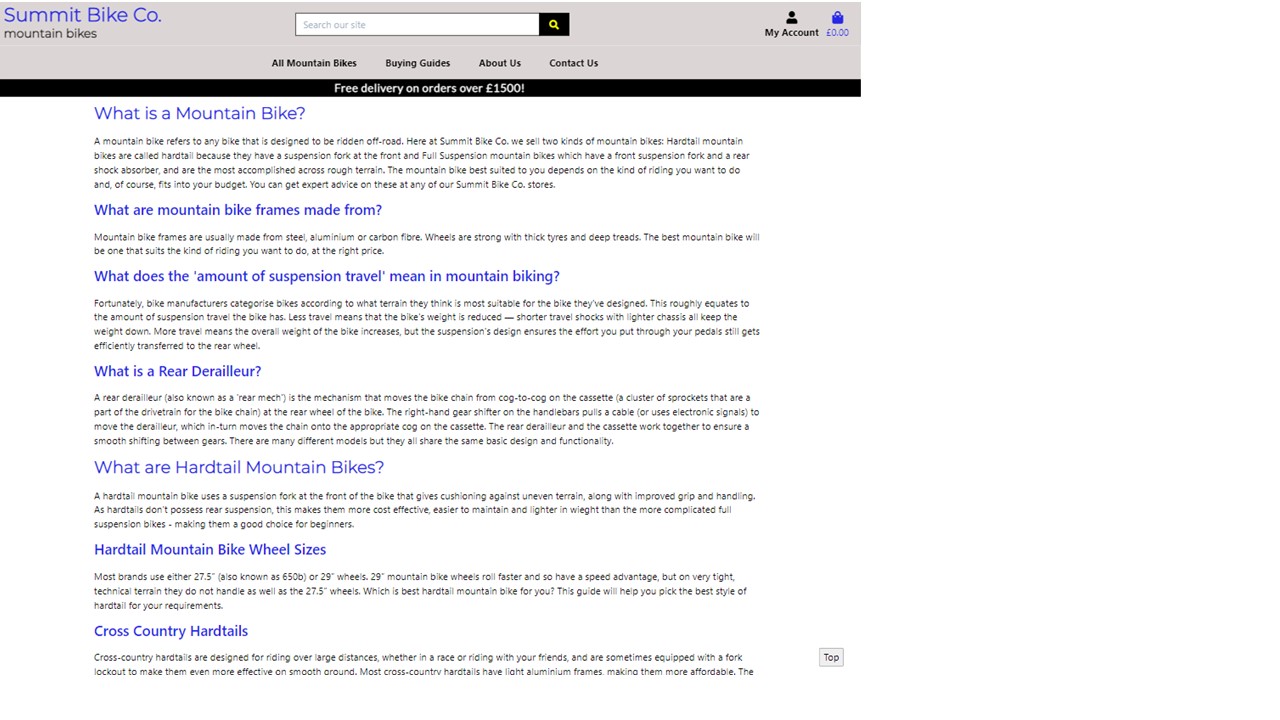 Summit Bike Co.
mountain bikes
Search our site
My Account
£0.00
All Mountain Bikes Buying Guides About Us Contact Us
Free delivery on orders over £1500!
What is a Mountain Bike?
A mountain bike refers to any bike that is designed to be ridden off-road. Here at Summit Bike Co. we sell two kinds of mountain bikes: Hardtail mountain
bikes are called hardtail because they have a suspension fork at the front and Full Suspension mountain bikes which have a front suspension fork and a rear
shock absorber, and are the most accomplished across rough terrain. The mountain bike best suited to you depends on the kind of riding you want to do
and, of course, fits into your budget. You can get expert advice on these at any of our Summit Bike Co. stores.
What are mountain bike frames made from?
Mountain bike frames are usually made from steel, aluminium or carbon fibre. Wheels are strong with thick tyres and deep treads. The best mountain bike will
be one that suits the kind of riding you want to do, at the right price.
What does the 'amount of suspension travel' mean in mountain biking?
Fortunately, bike manufacturers categorise bikes according to what terrain they think is most suitable for the bike they've designed. This roughly equates to
the amount of suspension travel the bike has. Less travel means that the bike's weight is reduced — shorter travel shocks with lighter chassis all keep the
weight down. More travel means the overall weight of the bike increases, but the suspension's design ensures the effort you put through your pedals still gets
efficiently transferred to the rear wheel.
What is a Rear Derailleur?
A rear derailleur (also known as a 'rear mech') is the mechanism that moves the bike chain from cog-to-cog on the cassette (a cluster of sprockets that are a
part of the drivetrain for the bike chain) at the rear wheel of the bike. The right-hand gear shifter on the handlebars pulls a cable (or uses electronic signals) to
move the derailleur, which in-turn moves the chain onto the appropriate cog on the cassette. The rear derailleur and the cassette work together to ensure a
smooth shifting between gears. There are many different models but they all share the same basic design and functionality.
What are Hardtail Mountain Bikes?
A hardtail mountain bike uses a suspension fork at the front of the bike that gives cushioning against uneven terrain, along with improved grip and handling.
As hardtails don't possess rear suspension, this makes them more cost effective, easier to maintain and lighter in wieght than the more complicated full
suspension bikes - making them a good choice for beginners.
Hardtail Mountain Bike Wheel Sizes
Most brands use either 27.5″ (also known as 650b) or 29″ wheels. 29″ mountain bike wheels roll faster and so have a speed advantage, but on very tight,
technical terrain they do not handle as well as the 27.5″ wheels. Which is best hardtail mountain bike for you? This guide will help you pick the best style of
hardtail for your requirements.
Cross Country Hardtails
Cross-country hardtails are designed for riding over large distances, whether in a race or riding with your friends, and are sometimes equipped with a fork
Top
lockout to make them even more effective on smooth ground. Most cross-country hardtails have light aluminium frames, making them more affordable. The